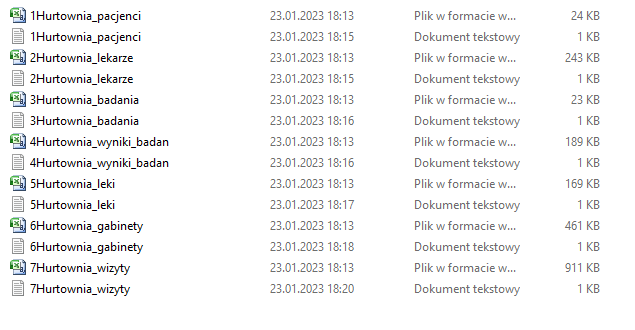 1Hurtownia_pacjenci 23.01.2023 18:13 Plik w formacie w... 24 KB
1Hurtownia_pacjenci 23.01.2023 18:15 Dokument tekstowy 1 KB
2Hurtownia_lekarze 23.01.2023 18:13 Plik w formacie w... 243 KB
2Hurtownia_lekarze 23.01.2023 18:15 Dokument tekstowy 1 KB
3Hurtownia_badania 23.01.2023 18:13 Plik w formacie w... 23 KB
3Hurtownia_badania 23.01.2023 18:16 Dokument tekstowy 1 KB
4Hurtownia_wyniki_badan 23.01.2023 18:13 Plik w formacie w... 189 KB
4Hurtownia_wyniki_badan 23.01.2023 18:16 Dokument tekstowy 1 KB
5Hurtownia_leki 23.01.2023 18:13 Plik w formacie w... 169 KB
5Hurtownia_leki 23.01.2023 18:17 Dokument tekstowy 1 KB
6Hurtownia_gabinety 23.01.2023 18:13 Plik w formacie w... 461 KB
6Hurtownia_gabinety 23.01.2023 18:18 Dokument tekstowy 1 KB
7Hurtownia_wizyty 23.01.2023 18:13 Plik w formacie w... 911 KB
7Hurtownia_wizyty 23.01.2023 18:20 Dokument tekstowy 1 KB